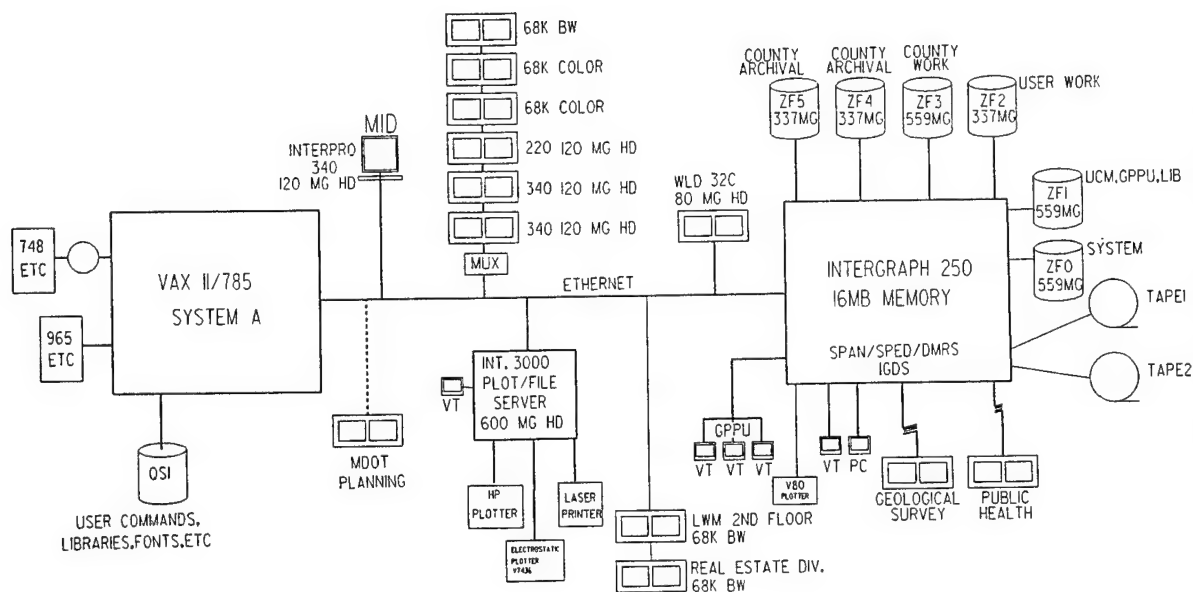 68K BW
68K COLOR
68K COLOR
220 120 MG HD
340 120 MG HD
340 120 MG HD
MUX
MID
INTERPRO
340
120 MG HD
WLD 32C
80 MG HD
COUNTY
ARCHIVAL
COUNTY
ARCHIVAL
COUNTY
WORK
USER WORK
ZF5
337MG
ZF4
337MG
ZF3
559MG
ZF2
337MG
UCM,GPPU,LIB
ZF1
559MG
SYSTEM
ZF0
559MG
TAPE1
TAPE2
748
ETC
965
ETC
VAX 11/785
SYSTEM A
ETHERNET
INTERGRAPH 250
16MB MEMORY
SPAN/SPED/DMRS
IGDS
INT. 3000
PLOT/FILE
SERVER
600 MG HD
VT
GPPU
VT
VT
VT
VT
PC
V80
PLOTTER
GEOLOGICAL
SURVEY
PUBLIC
HEALTH
OSI
USER COMMANDS,
LIBRARIES,FONTS,ETC
MDOT
PLANNING
HP
PLOTTER
LASER
PRINTER
ELECTROSTATIC
PLOTTER
V7436
LWM 2ND FLOOR
68K BW
REAL ESTATE DIV.
68K BW